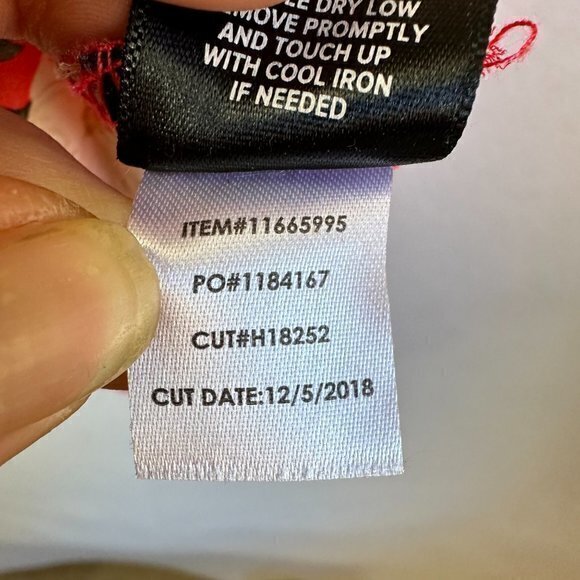 DRY LOW
MOVE PROMPTLY
AND TOUCH UP
WITH COOL IRON
IF NEEDED
ITEM#11665995
PO#1184167
CUT#H18252
CUT DATE:12/5/2018